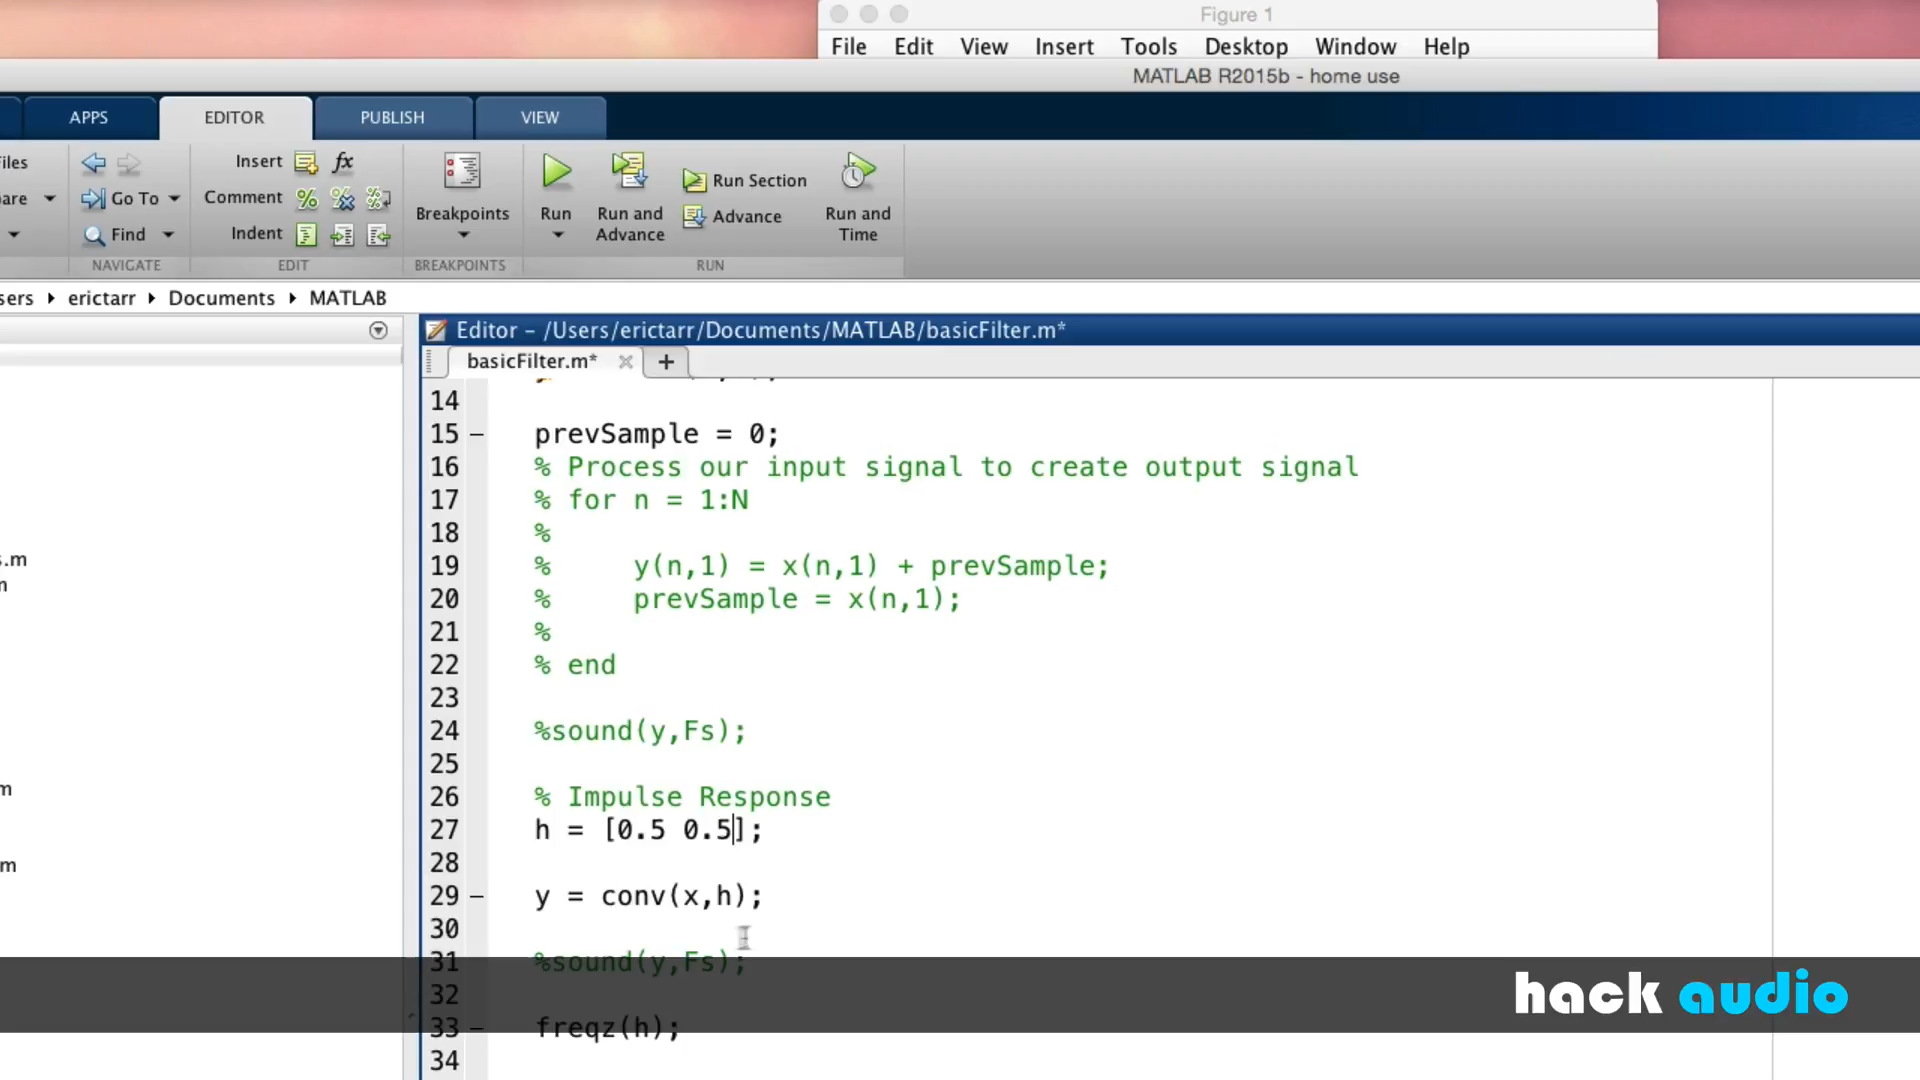 Figure 1
File Edit View Insert Tools Desktop Window Help
MATLAB R2015b - home use
APPS EDITOR PUBLISH VIEW
Insert fx
Comment
Indent
Go To
Find
Breakpoints
Run
Run and Advance
Run Section
Advance
Run and Time
NAVIGATE EDIT BREAKPOINTS RUN
erictarr Documents MATLAB
Editor – /Users/erictarr/Documents/MATLAB/basicFilter.m*
basicFilter.m* +
14
15 – prevSample = 0;
16 % Process our input signal to create output signal
17 % for n = 1:N
18 %
19 %     y(n,1) = x(n,1) + prevSample;
20 %     prevSample = x(n,1);
21 %
22 % end
23
24 %sound(y,Fs);
25
26 % Impulse Response
27 h = [0.5 0.5];
28
29 – y = conv(x,h);
30
31 %sound(y,Fs);
32
33 – freqz(h);
34
hack audio